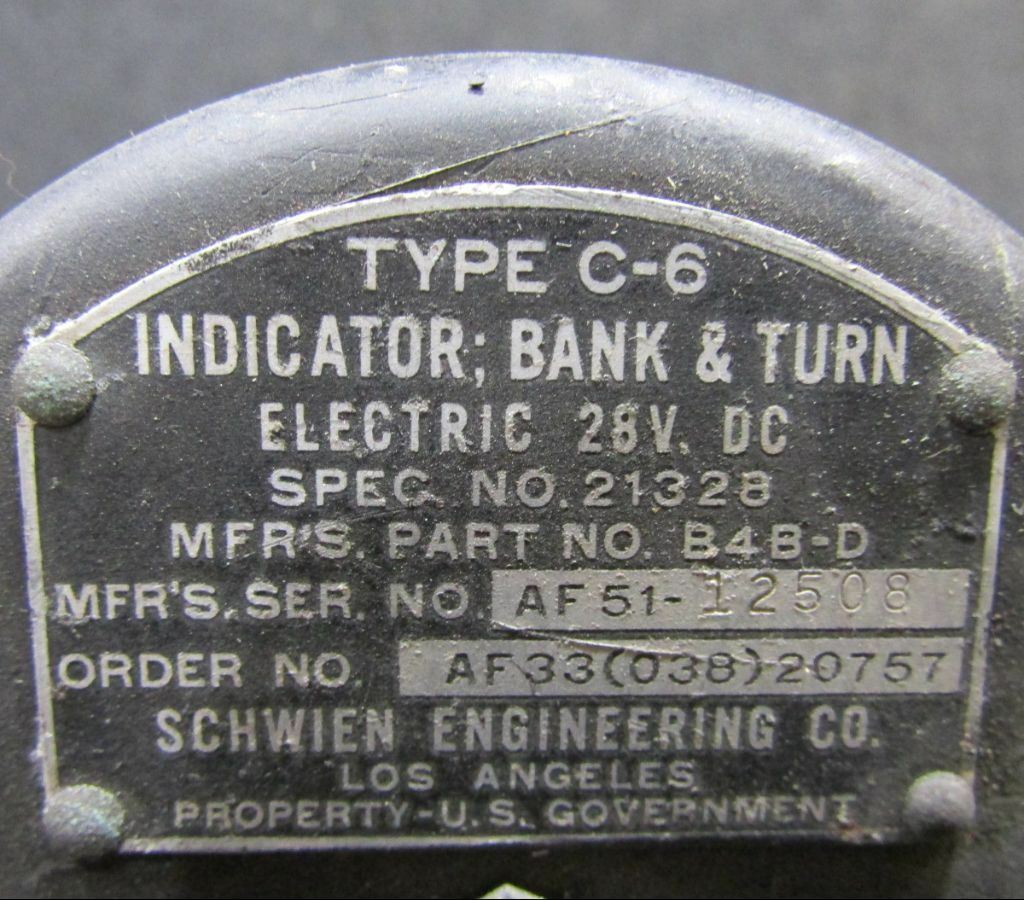 TYPE C-6
INDICATOR; BANK & TURN
ELECTRIC 28V. DC
SPEC. NO. 21328
MFR'S. PART NO. B4B-D
MFR'S. SER. NO. AF51-12508
ORDER NO. AF33(038)20757
SCHWIEN ENGINEERING CO.
LOS ANGELES
PROPERTY-U.S. GOVERNMENT